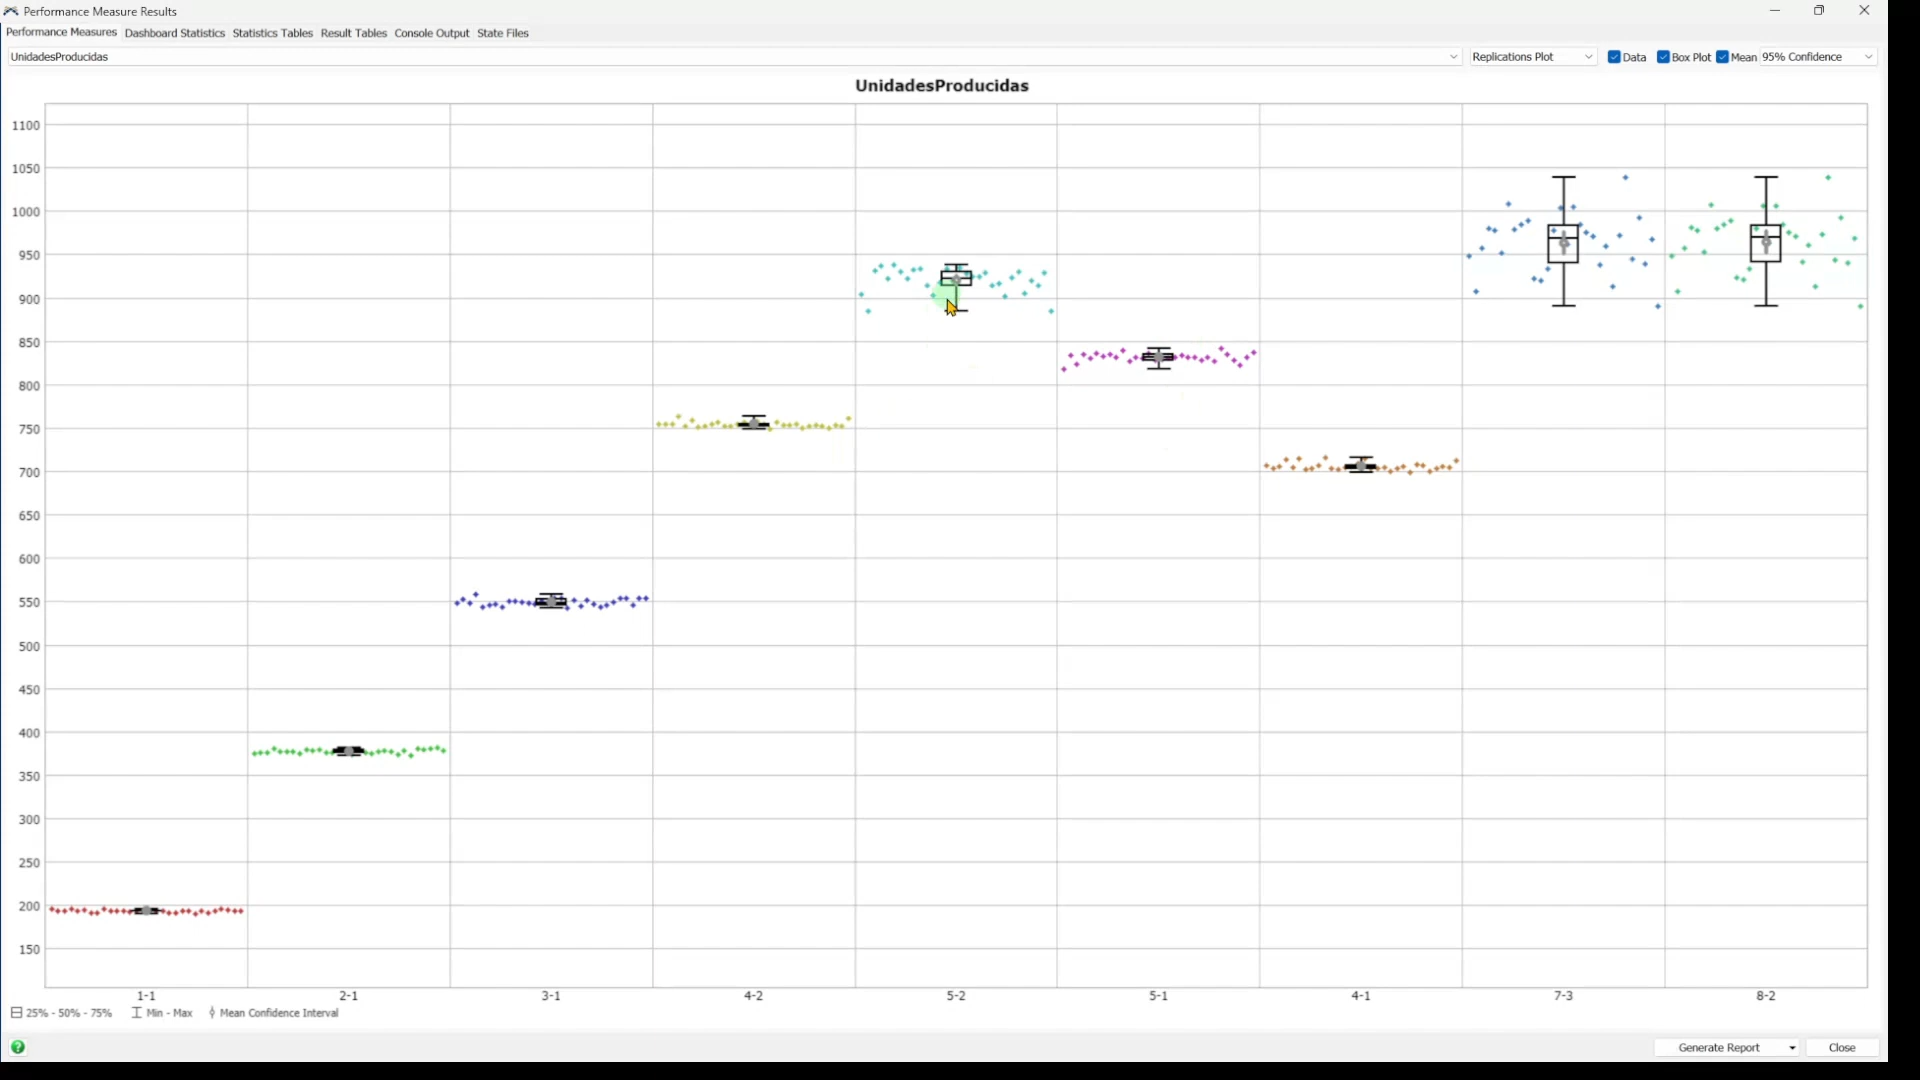 Performance Measure Results
Performance Measures Dashboard Statistics Statistics Tables Result Tables Console Output State Files
UnidadesProducidas Replications Plot Data Box Plot Mean 95% Confidence
UnidadesProducidas
1100
1050
1000
950
900
850
800
750
700
650
600
550
500
450
400
350
300
250
200
150
1-1 2-1 3-1 4-2 5-2 5-1 4-1 7-3 8-2
25% - 50% - 75% Min - Max Mean Confidence Interval
? Generate Report Close